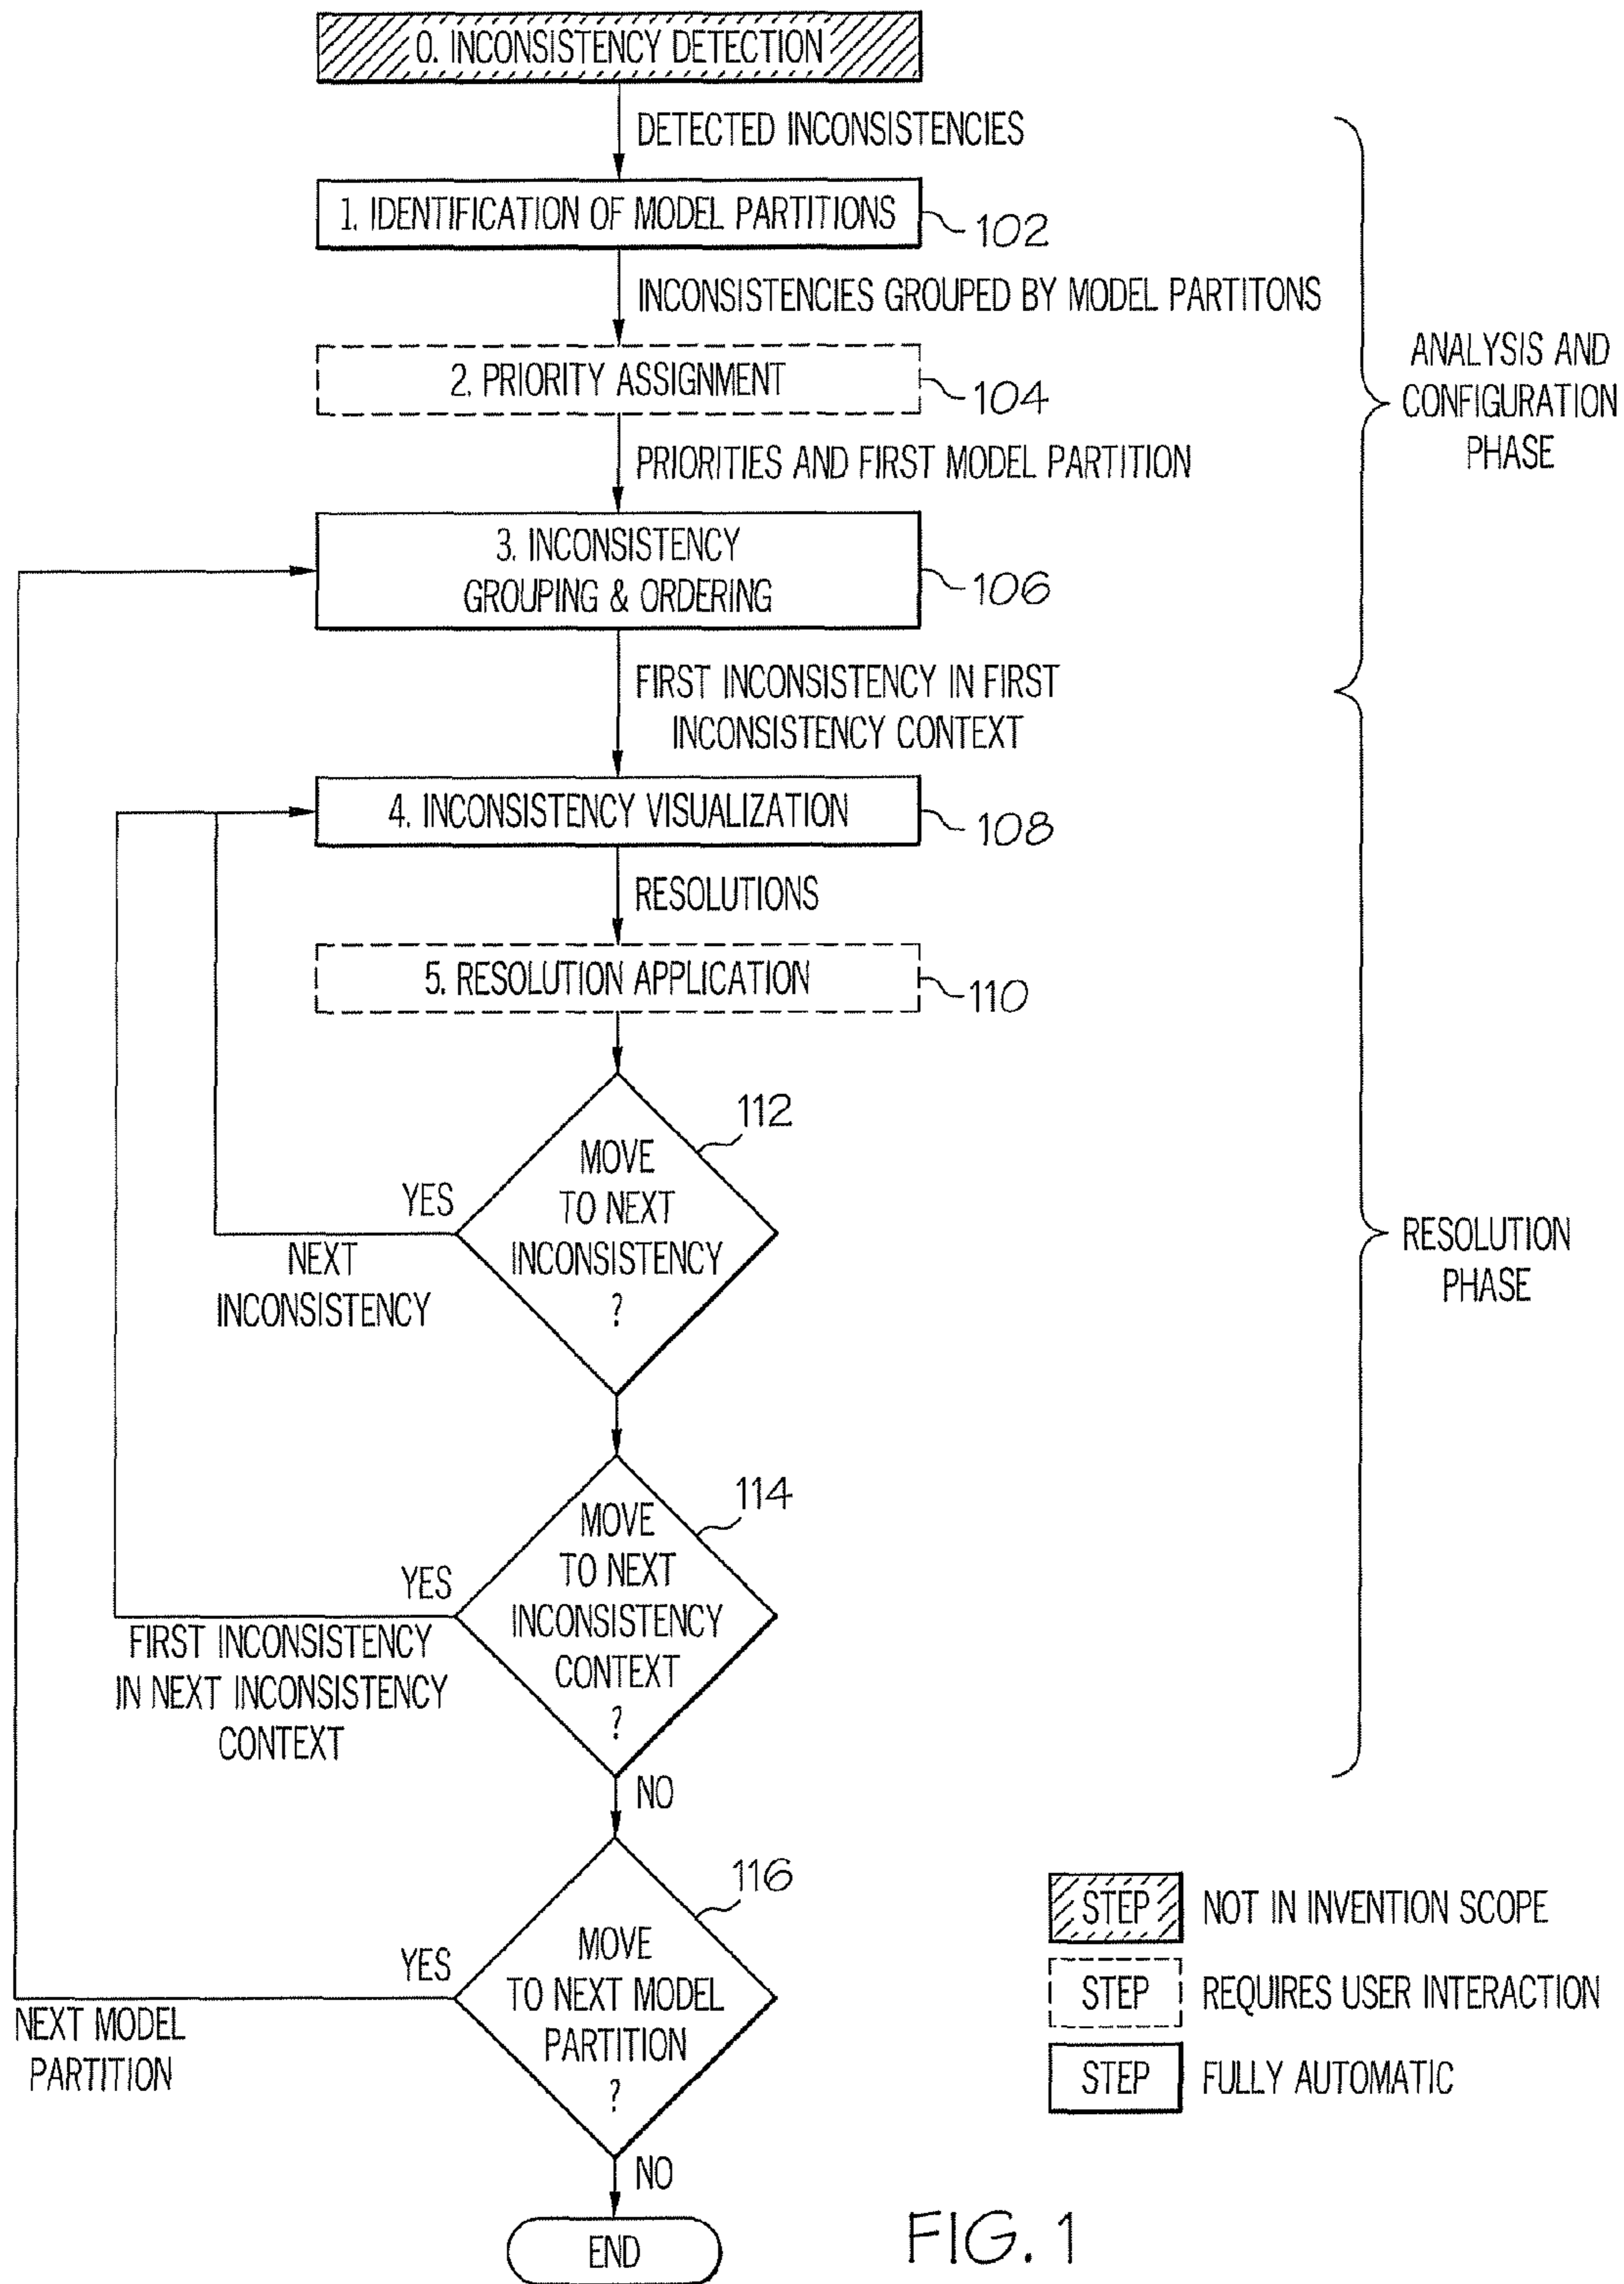 0. INCONSISTENCY DETECTION
DETECTED INCONSISTENCIES
1. IDENTIFICATION OF MODEL PARTITIONS
102
INCONSISTENCIES GROUPED BY MODEL PARTITONS
2. PRIORITY ASSIGNMENT
104
PRIORITIES AND FIRST MODEL PARTITION
ANALYSIS AND
CONFIGURATION
PHASE
3. INCONSISTENCY
GROUPING & ORDERING
106
FIRST INCONSISTENCY IN FIRST
INCONSISTENCY CONTEXT
4. INCONSISTENCY VISUALIZATION
108
RESOLUTIONS
5. RESOLUTION APPLICATION
110
112
MOVE
TO NEXT
INCONSISTENCY
?
YES
NEXT
INCONSISTENCY
RESOLUTION
PHASE
114
MOVE
TO NEXT
INCONSISTENCY
CONTEXT
?
YES
FIRST INCONSISTENCY
IN NEXT INCONSISTENCY
CONTEXT
NO
116
MOVE
TO NEXT MODEL
PARTITION
?
YES
NEXT MODEL
PARTITION
NO
END
STEP NOT IN INVENTION SCOPE
STEP REQUIRES USER INTERACTION
STEP FULLY AUTOMATIC
FIG. 1